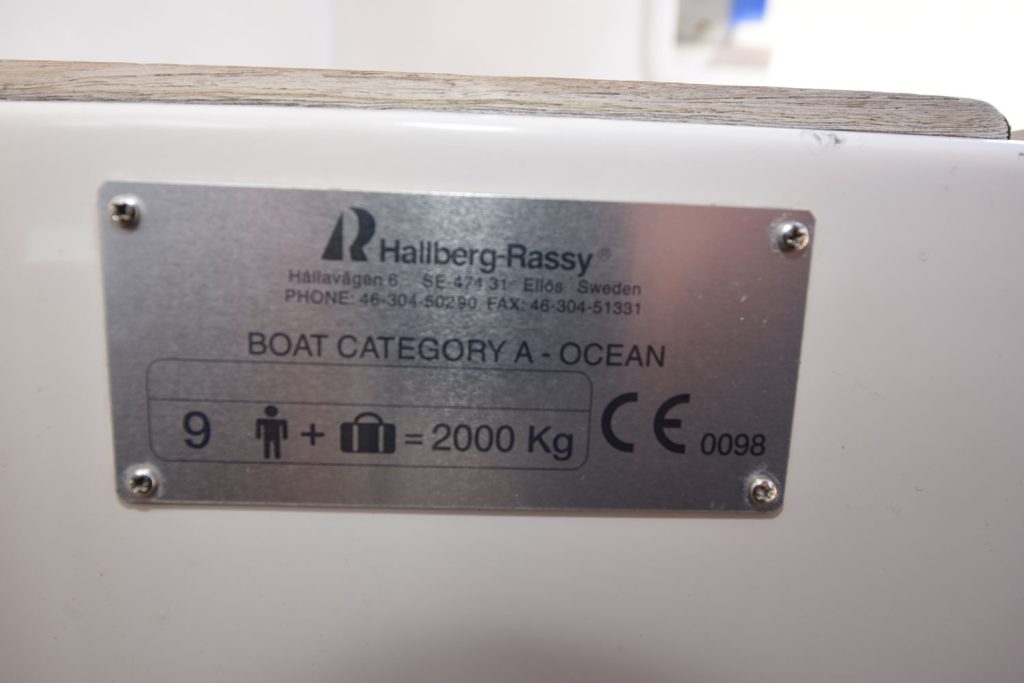 Hallberg-Rassy®
Hällavägen 6 SE-474 31 Ellös Sweden
PHONE: 46-304-50290 FAX: 46-304-51331
BOAT CATEGORY A - OCEAN
9 + = 2000 Kg
CE 0098